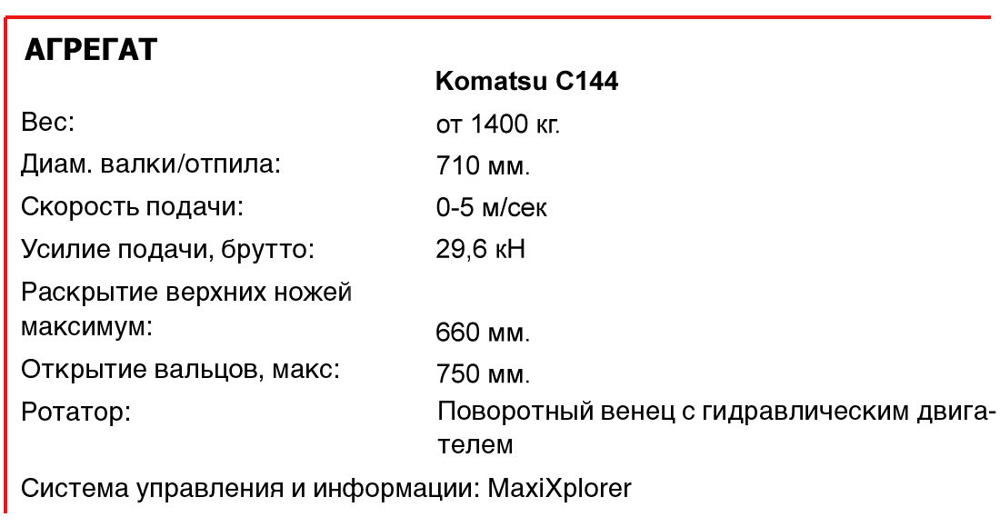 АГРЕГАТ
Komatsu C144
Вес: от 1400 кг.
Диам. валки/отпила: 710 мм.
Скорость подачи: 0-5 м/сек
Усилие подачи, брутто: 29,6 кН
Раскрытие верхних ножей
максимум: 660 мм.
Открытие вальцов, макс: 750 мм.
Ротатор: Поворотный венец с гидравлическим двига-
телем
Система управления и информации: MaxiXplorer